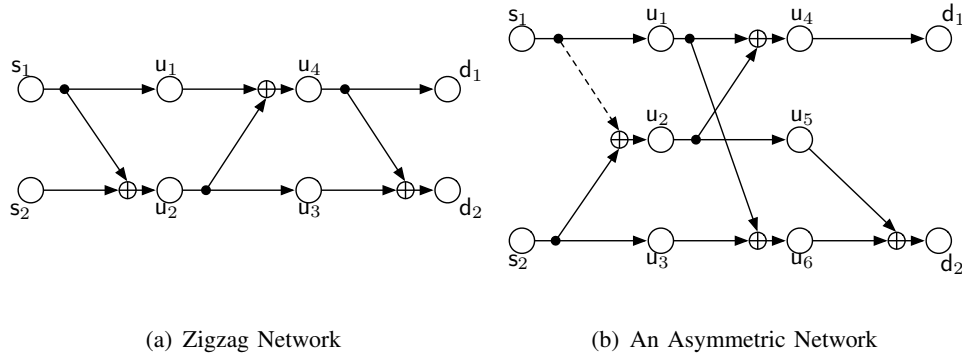 s₁ u₁ u₄ d₁
s₂ u₂ u₃ d₂
(a) Zigzag Network
s₁ u₁ u₄ d₁
u₂ u₅
s₂ u₃ u₆ d₂
(b) An Asymmetric Network